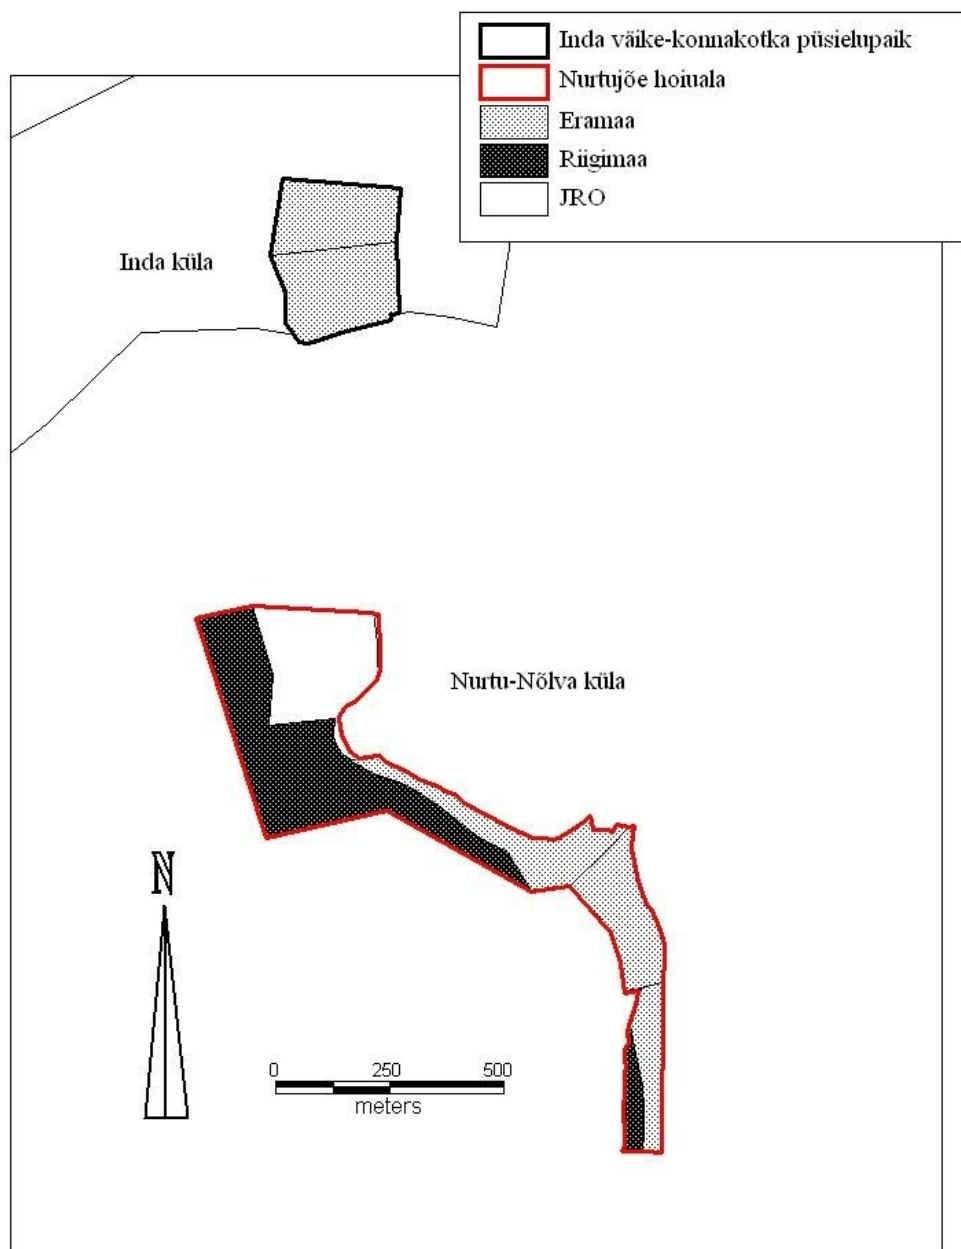 Inda väike-konnakotka püsielupaik
Nurtujõe hoiuala
Eramaa
Riigimaa
JRO
Inda küla
Nurtu-Nõlva küla
N
0 250 500
meters